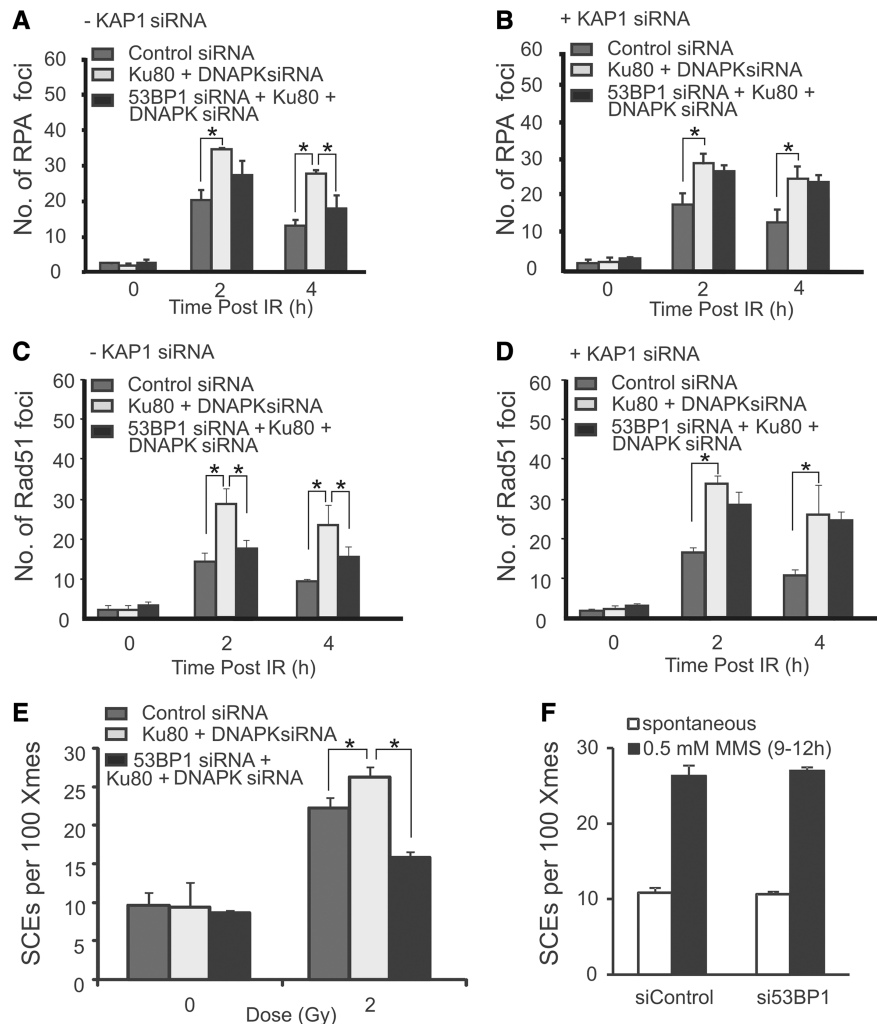 A
- KAP1 siRNA
Control siRNA
Ku80 + DNAPKsiRNA
53BP1 siRNA + Ku80 +
DNAPK siRNA
No. of RPA foci
60
50
40
30
20
10
0
*
* *
0 2 4
Time Post IR (h)
B
+ KAP1 siRNA
Control siRNA
Ku80 + DNAPKsiRNA
53BP1 siRNA + Ku80 +
DNAPK siRNA
No. of RPA foci
60
50
40
30
20
10
0
*
*
0 2 4
Time Post IR (h)
C
- KAP1 siRNA
Control siRNA
Ku80 + DNAPKsiRNA
53BP1 siRNA +Ku80 +
DNAPK siRNA
No. of Rad51 foci
60
50
40
30
20
10
0
* *
* *
0 2 4
Time Post IR (h)
D
+ KAP1 siRNA
Control siRNA
Ku80 + DNAPKsiRNA
53BP1 siRNA + Ku80 +
DNAPK siRNA
No. of Rad51 foci
60
50
40
30
20
10
0
*
*
0 2 4
Time Post IR (h)
E
Control siRNA
Ku80 + DNAPKsiRNA
53BP1 siRNA +
Ku80 + DNAPK siRNA
SCEs per 100 Xmes
30
25
20
15
10
5
0
* *
0 2
Dose (Gy)
F
spontaneous
0.5 mM MMS (9-12h)
SCEs per 100 Xmes
30
20
10
0
siControl si53BP1